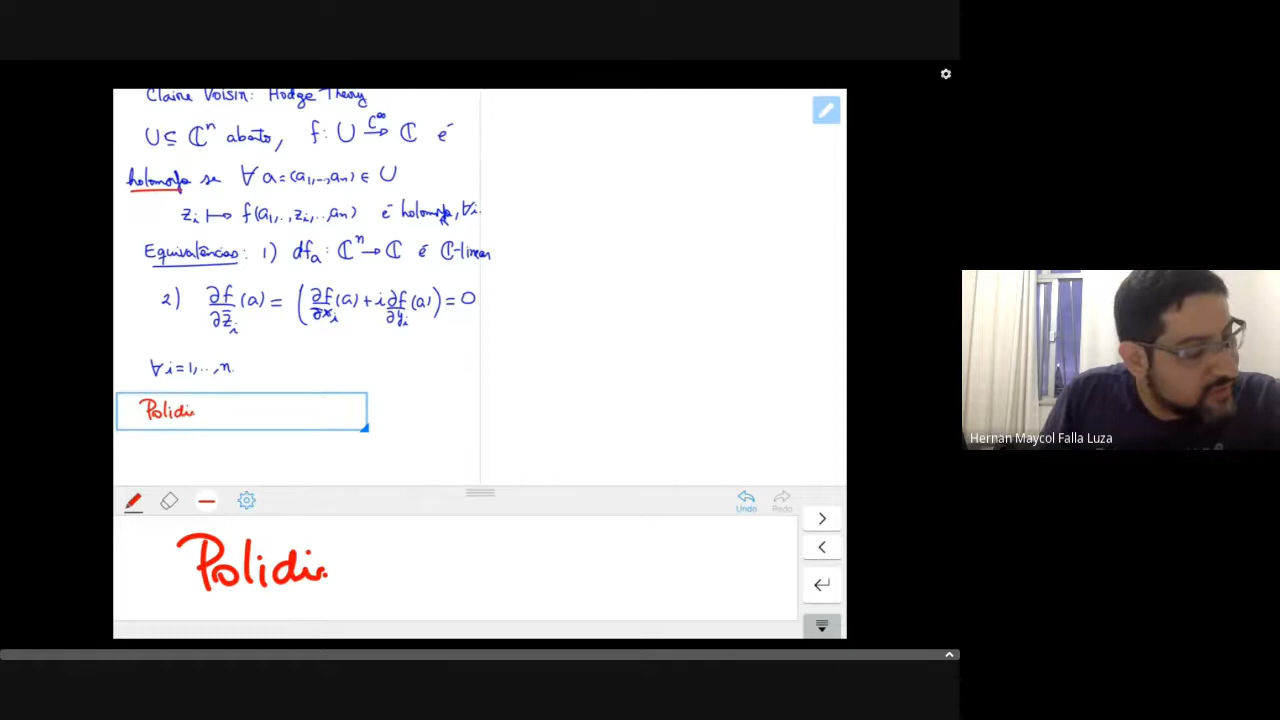 Claire Voisin: Hodge Theory
U ⊆ ℂⁿ aberto, f: U →^{C^∞} ℂ é
holomorfa se ∀ a = (a₁,..,aₙ) ∈ U
zᵢ ↦ f(a₁,..,zᵢ,..,aₙ) é holomorfa, ∀i.
Equivalências: 1) dfₐ: ℂⁿ → ℂ é ℂ-linear
2) ∂f/∂z̄ᵢ (a) = (∂f/∂xᵢ (a) + i ∂f/∂yᵢ (a)) = 0
∀ i = 1,..,n.
Polidi
Undo
Redo
Polidi
Hernan Maycol Falla Luza